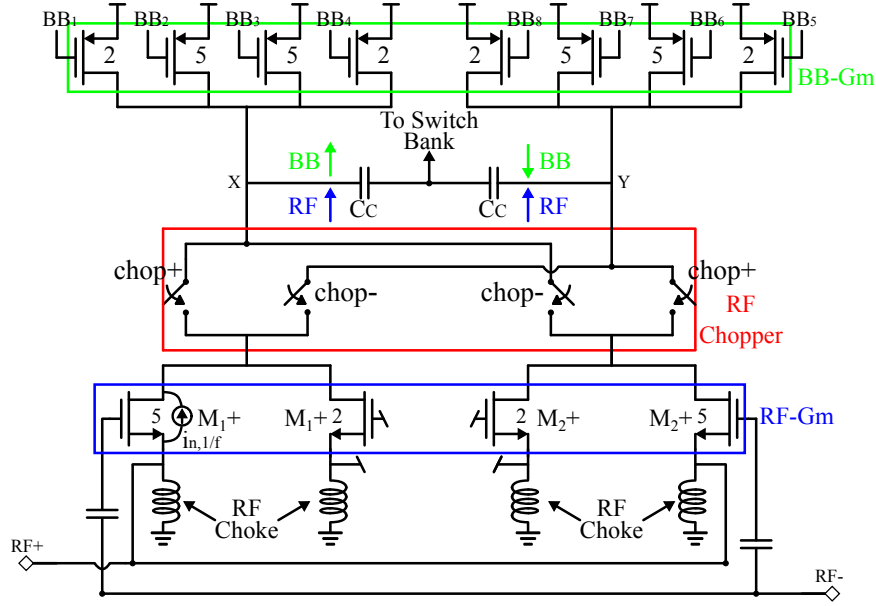 BB1 BB2 BB3 BB4 BB8 BB7 BB6 BB5
2 5 5 2 2 5 5 2
BB-Gm
To Switch
Bank
BB BB
X Y
RF RF
CC CC
chop+ chop- chop- chop+
RF
Chopper
5 M1+ M1+ 2 2 M2+ M2+ 5
RF-Gm
in,1/f
RF RF
Choke Choke
RF+
RF-